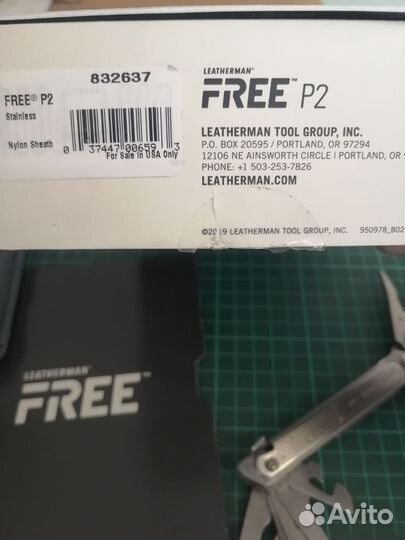 832637
FREE® P2
Stainless
Nylon Sheath
0 37447 00659 3
For Sale in USA Only
LEATHERMAN®
FREE™ P2
LEATHERMAN TOOL GROUP, INC.
P.O. BOX 20595 / PORTLAND, OR 97294
12106 NE AINSWORTH CIRCLE / PORTLAND, OR
PHONE: +1 503-253-7826
LEATHERMAN.COM
©2019 LEATHERMAN TOOL GROUP, INC.
950978_B02
LEATHERMAN®
FREE™
Avito